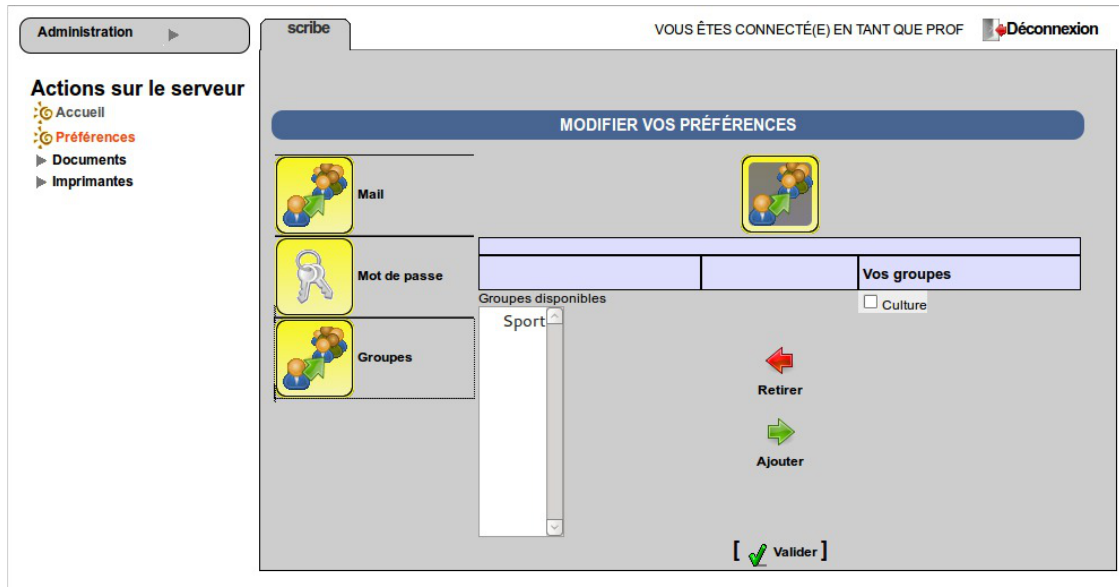 Administration
scribe
VOUS ÊTES CONNECTÉ(E) EN TANT QUE PROF
Déconnexion
Actions sur le serveur
Accueil
Préférences
Documents
Imprimantes
MODIFIER VOS PRÉFÉRENCES
Mail
Mot de passe
Groupes
Vos groupes
Groupes disponibles
Culture
Sport
Retirer
Ajouter
[ Valider ]